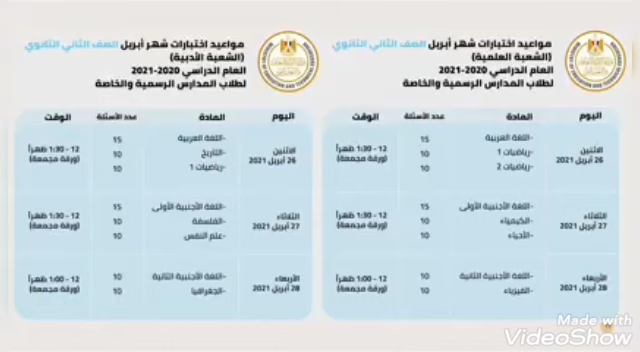 مواعيد اختبارات شهر أبريل الصف الثاني الثانوي
(الشعبة العلمية)
العام الدراسي 2020-2021
لطلاب المدارس الرسمية والخاصة
اليوم المادة عدد الأسئلة الوقت
الاثنين
26 أبريل 2021
-اللغة العربية 15
-رياضيات 1 10
-رياضيات 2 10
12 - 1:30 ظهراً
(ورقة مجمعة)
الثلاثاء
27 أبريل 2021
-اللغة الأجنبية الأولى 15
-الكيمياء 10
-الأحياء 10
12 - 1:30 ظهراً
(ورقة مجمعة)
الأربعاء
28 أبريل 2021
-اللغة الأجنبية الثانية 10
-الفيزياء 10
12 - 1:00 ظهراً
(ورقة مجمعة)
مواعيد اختبارات شهر أبريل الصف الثاني الثانوي
(الشعبة الأدبية)
العام الدراسي 2020-2021
لطلاب المدارس الرسمية والخاصة
اليوم المادة عدد الأسئلة الوقت
الاثنين
26 أبريل 2021
-اللغة العربية 15
-التاريخ 10
-رياضيات 1 10
12 - 1:30 ظهراً
(ورقة مجمعة)
الثلاثاء
27 أبريل 2021
-اللغة الأجنبية الأولى 15
-الفلسفة 10
-علم النفس 10
12 - 1:30 ظهراً
(ورقة مجمعة)
الأربعاء
28 أبريل 2021
-اللغة الأجنبية الثانية 10
-الجغرافيا 10
12 - 1:00 ظهراً
(ورقة مجمعة)
Made with
VideoShow